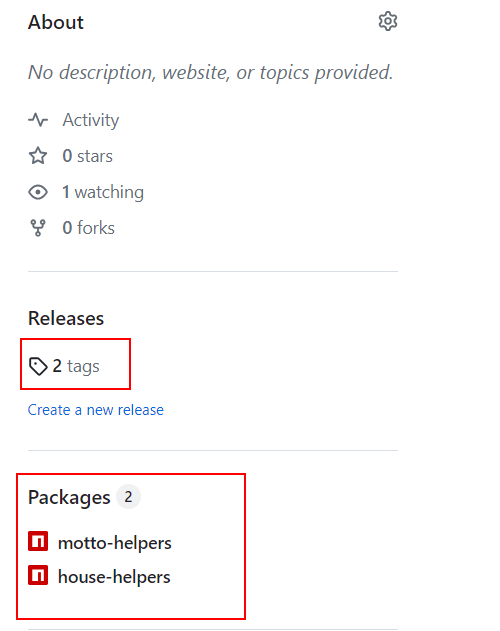 About
No description, website, or topics provided.
Activity
0 stars
1 watching
0 forks
Releases
2 tags
Create a new release
Packages 2
motto-helpers
house-helpers